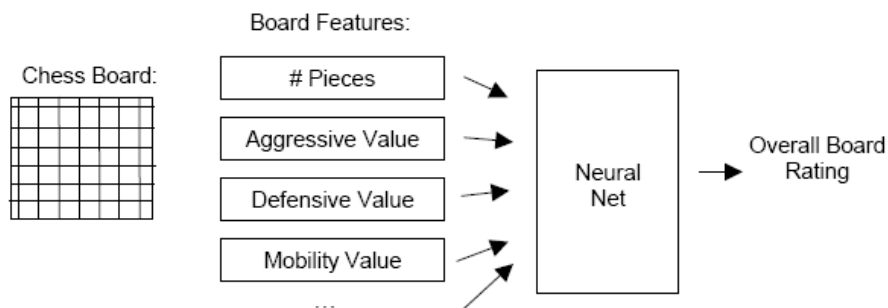 Board Features:
Chess Board:
# Pieces
Aggressive Value
Defensive Value
Mobility Value
...
Neural
Net
Overall Board
Rating